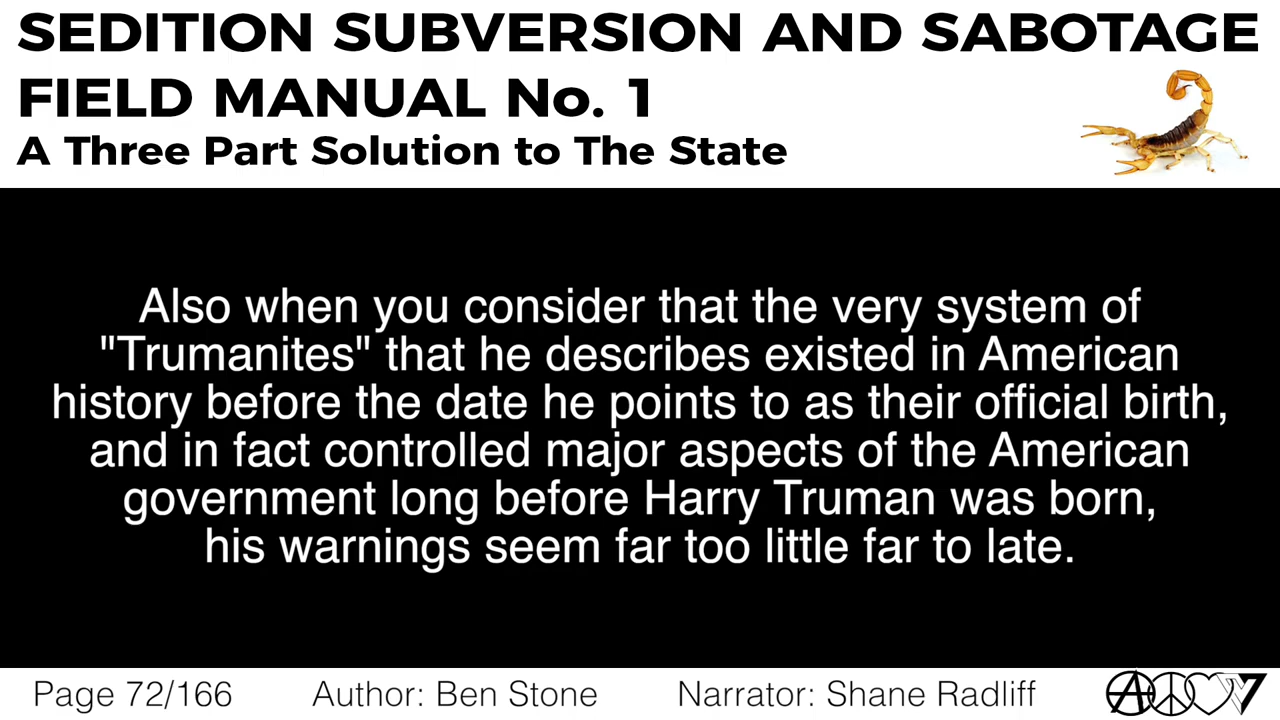 SEDITION SUBVERSION AND SABOTAGE
FIELD MANUAL No. 1
A Three Part Solution to The State
Also when you consider that the very system of
"Trumanites" that he describes existed in American
history before the date he points to as their official birth,
and in fact controlled major aspects of the American
government long before Harry Truman was born,
his warnings seem far too little far to late.
Page 72/166 Author: Ben Stone Narrator: Shane Radliff